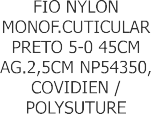 FIO NYLON
MONOF.CUTICULAR
PRETO 5-0 45CM
AG.2,5CM NP54350,
COVIDIEN /
POLYSUTURE